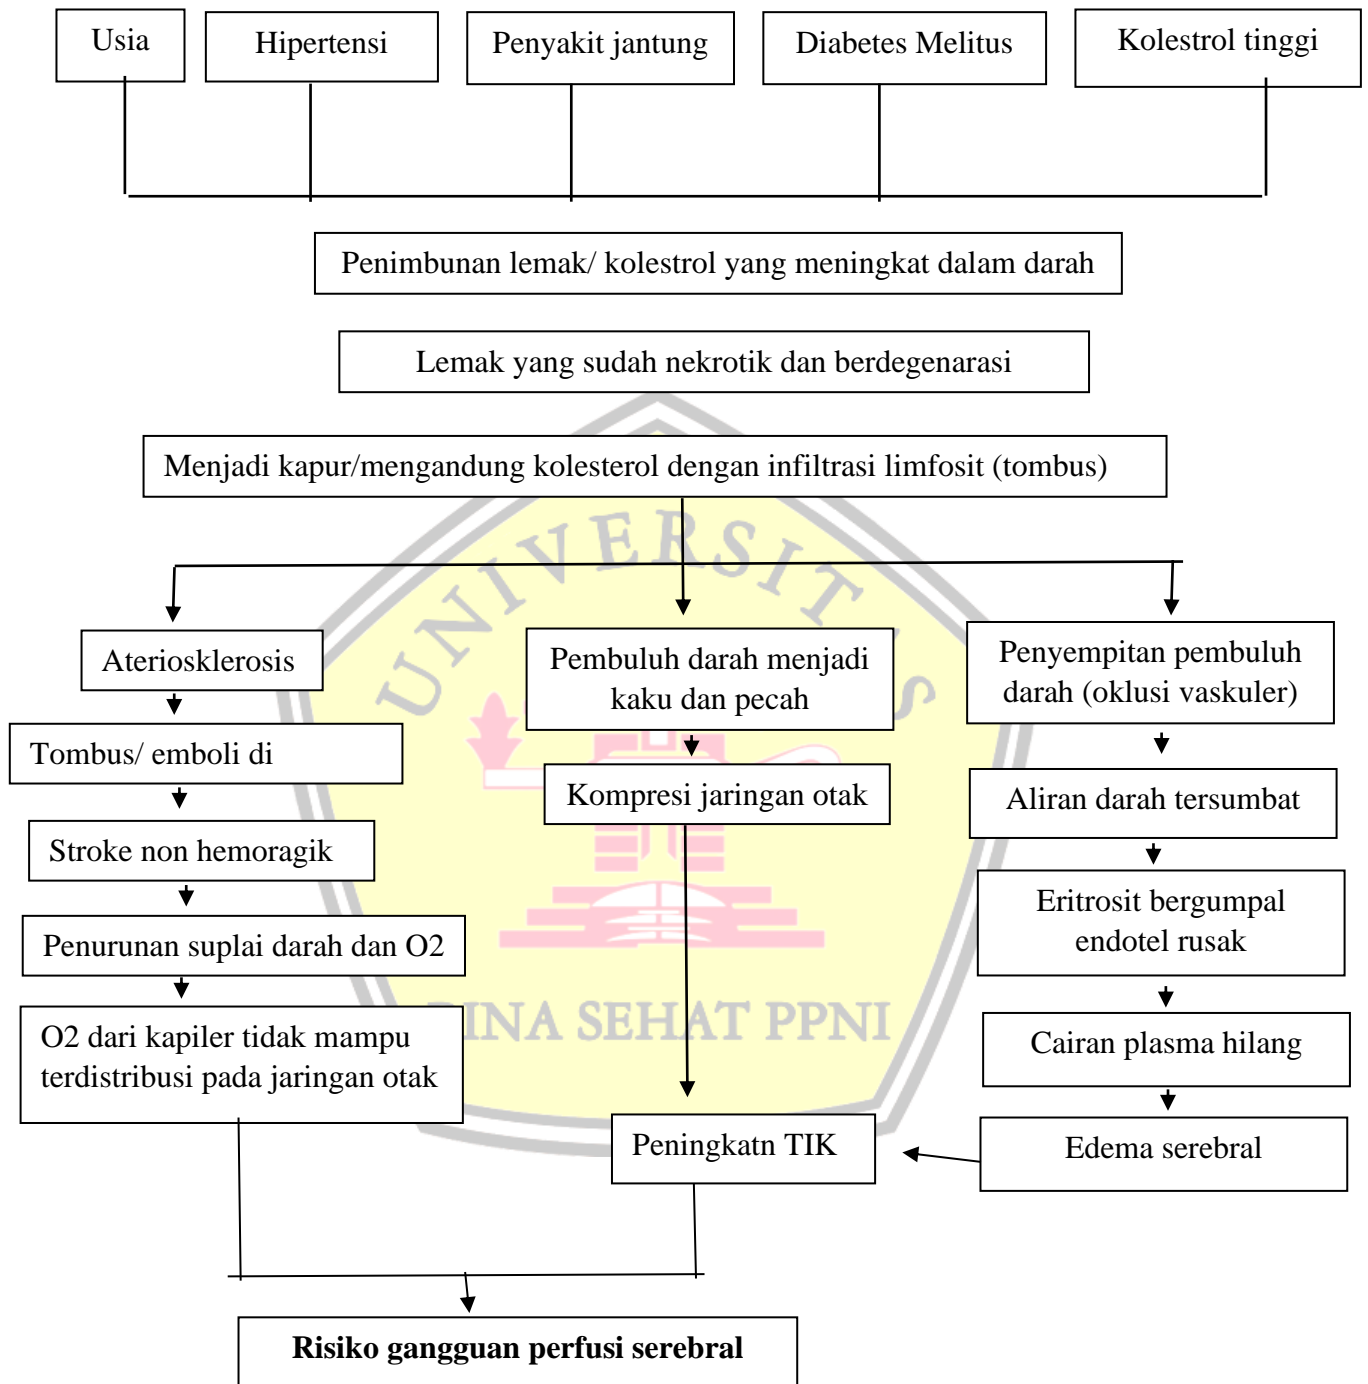 Usia
Hipertensi
Penyakit jantung
Diabetes Melitus
Kolestrol tinggi
Penimbunan lemak/ kolestrol yang meningkat dalam darah
Lemak yang sudah nekrotik dan berdegenarasi
Menjadi kapur/mengandung kolesterol dengan infiltrasi limfosit (tombus)
UNIVERSITAS
Ateriosklerosis
Pembuluh darah menjadi
kaku dan pecah
Penyempitan pembuluh
darah (oklusi vaskuler)
Tombus/ emboli di
Kompresi jaringan otak
Aliran darah tersumbat
Stroke non hemoragik
Eritrosit bergumpal
endotel rusak
Penurunan suplai darah dan O2
O2 dari kapiler tidak mampu
terdistribusi pada jaringan otak
BINA SEHAT PPNI
Cairan plasma hilang
Peningkatn TIK
Edema serebral
Risiko gangguan perfusi serebral